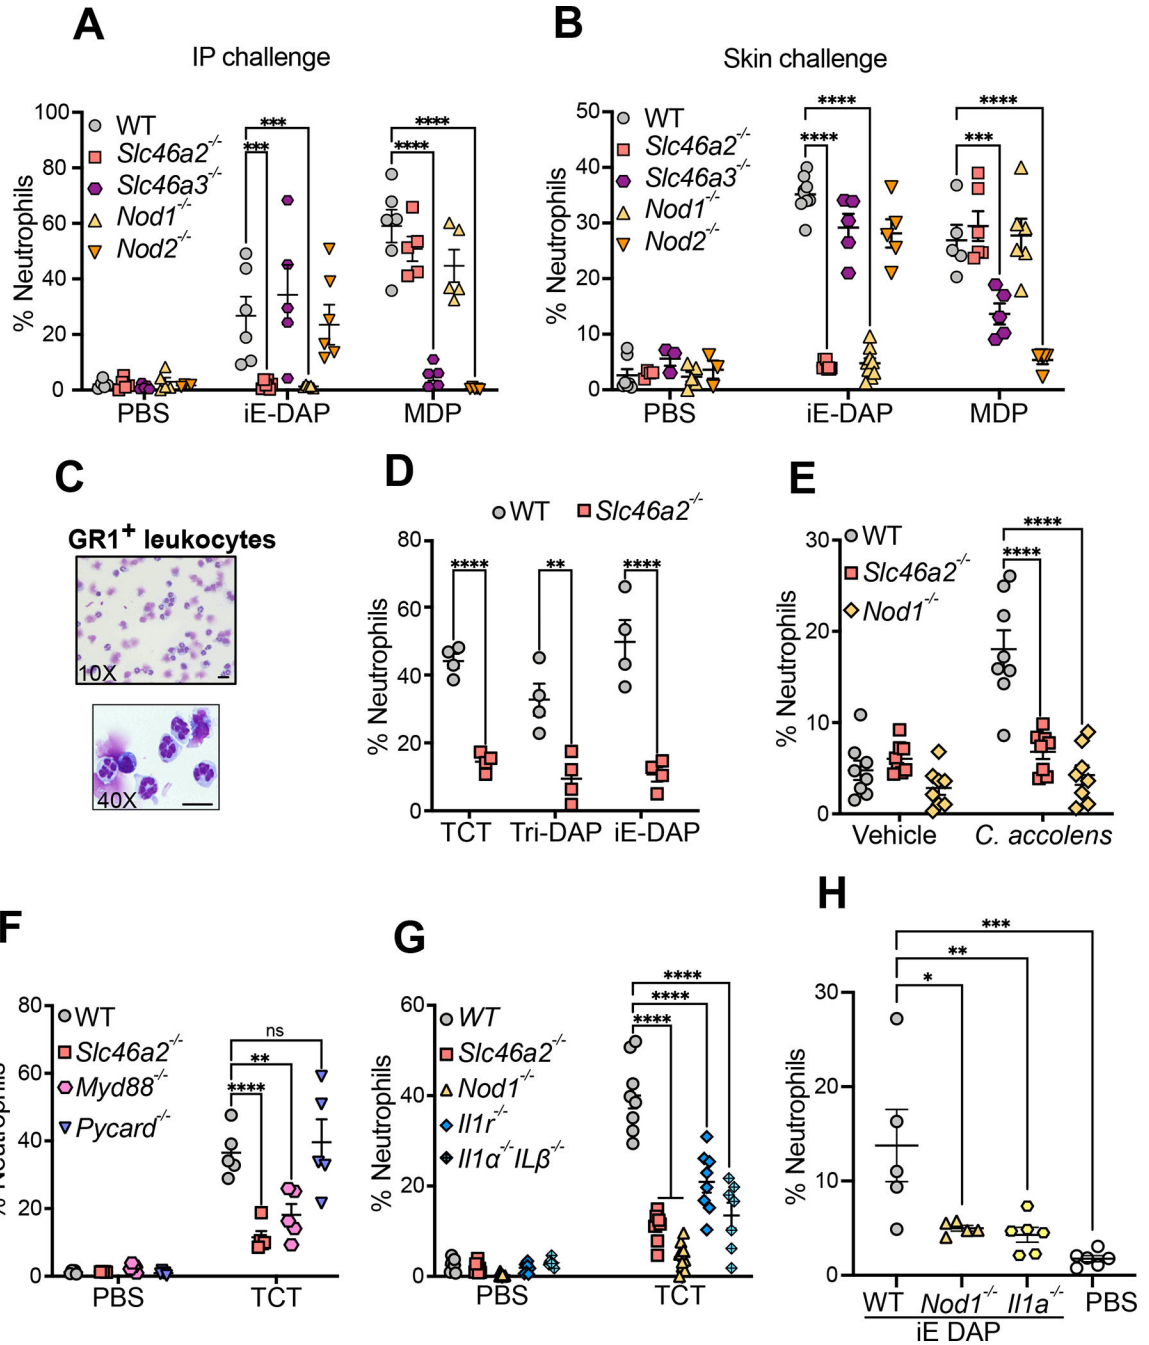 A
IP challenge
% Neutrophils
100
80
60
40
20
0
WT
Slc46a2-/-
Slc46a3-/-
Nod1-/-
Nod2-/-
***
***
****
****
PBS
iE-DAP
MDP
B
Skin challenge
% Neutrophils
50
40
30
20
10
0
WT
Slc46a2-/-
Slc46a3-/-
Nod1-/-
Nod2-/-
****
****
****
***
PBS
iE-DAP
MDP
C
GR1+ leukocytes
10X
40X
D
WT
Slc46a2-/-
% Neutrophils
80
60
40
20
0
****
**
****
TCT
Tri-DAP
iE-DAP
E
% Neutrophils
30
20
10
0
WT
Slc46a2-/-
Nod1-/-
****
****
Vehicle
C. accolens
F
% Neutrophils
80
60
40
20
0
WT
Slc46a2-/-
Myd88-/-
Pycard-/-
ns
**
****
PBS
TCT
G
% Neutrophils
60
40
20
0
WT
Slc46a2-/-
Nod1-/-
Il1r-/-
Il1α-/-ILβ-/-
****
****
****
PBS
TCT
H
% Neutrophils
30
20
10
0
***
**
*
WT
Nod1-/-
Il1a-/-
PBS
iE DAP